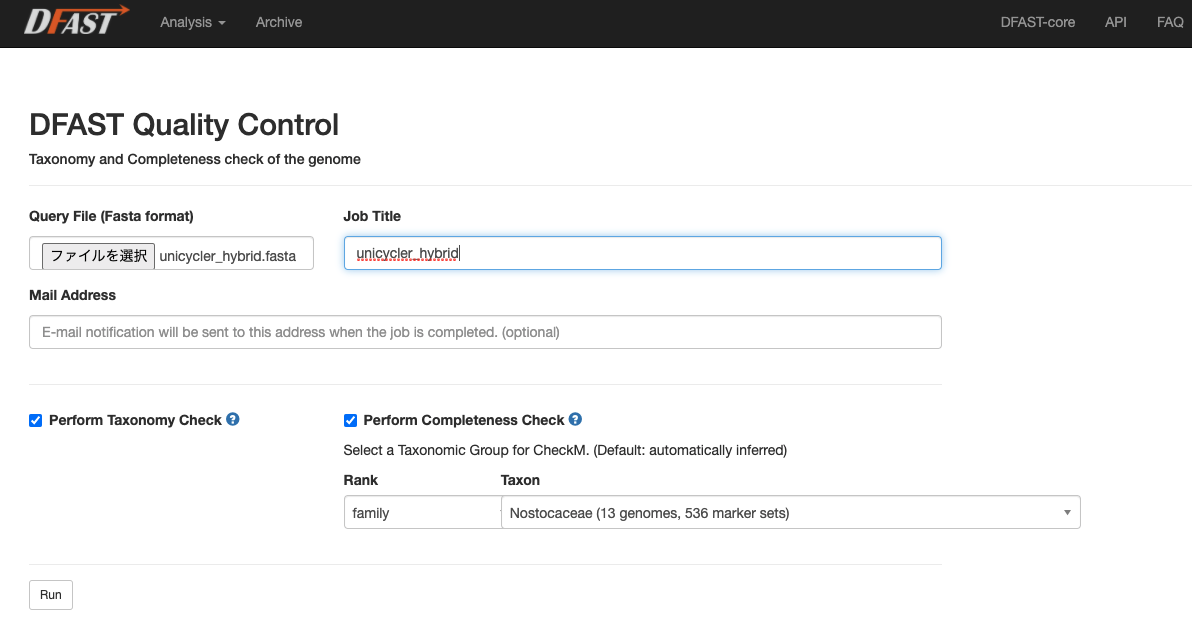 DFAST Analysis Archive DFAST-core API FAQ
DFAST Quality Control
Taxonomy and Completeness check of the genome
Query File (Fasta format) Job Title
ファイルを選択 unicycler_hybrid.fasta unicycler_hybrid
Mail Address
E-mail notification will be sent to this address when the job is completed. (optional)
Perform Taxonomy Check ? Perform Completeness Check ?
Select a Taxonomic Group for CheckM. (Default: automatically inferred)
Rank Taxon
family Nostocaceae (13 genomes, 536 marker sets)
Run